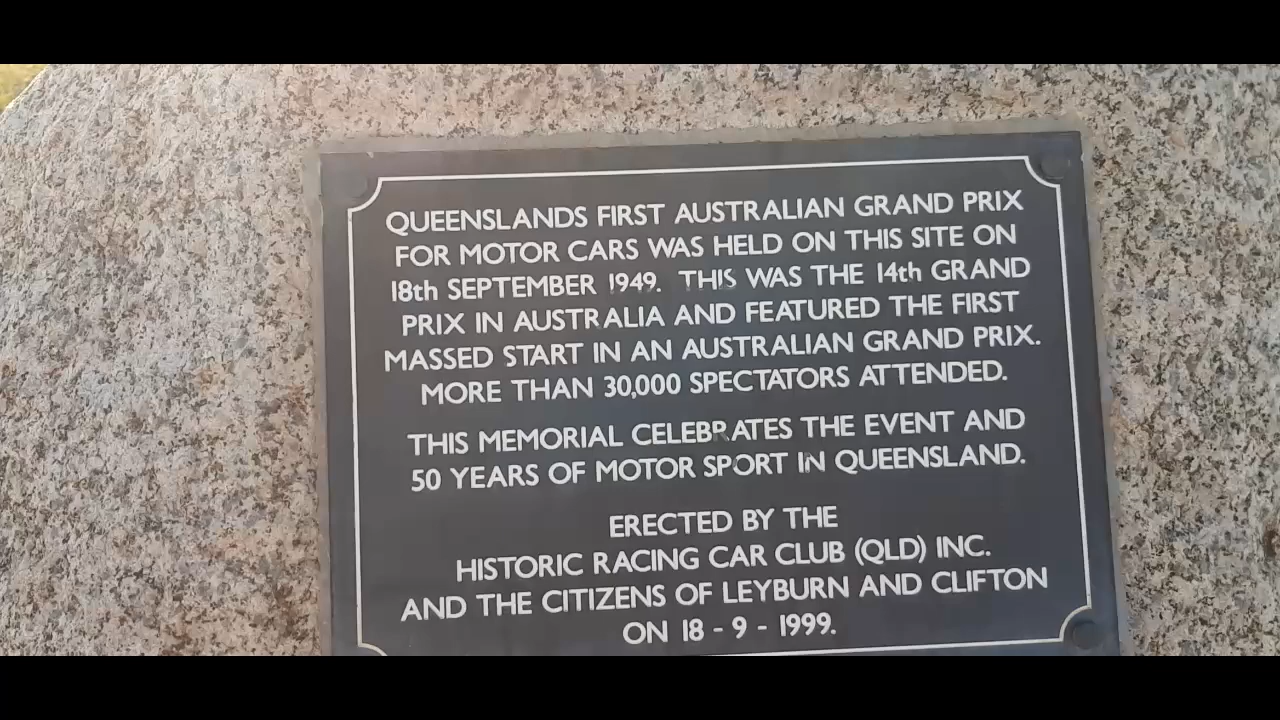 QUEENSLANDS FIRST AUSTRALIAN GRAND PRIX
FOR MOTOR CARS WAS HELD ON THIS SITE ON
18th SEPTEMBER 1949. THIS WAS THE 14th GRAND
PRIX IN AUSTRALIA AND FEATURED THE FIRST
MASSED START IN AN AUSTRALIAN GRAND PRIX.
MORE THAN 30,000 SPECTATORS ATTENDED.
THIS MEMORIAL CELEBRATES THE EVENT AND
50 YEARS OF MOTOR SPORT IN QUEENSLAND.
ERECTED BY THE
HISTORIC RACING CAR CLUB (QLD) INC.
AND THE CITIZENS OF LEYBURN AND CLIFTON
ON 18 - 9 - 1999.